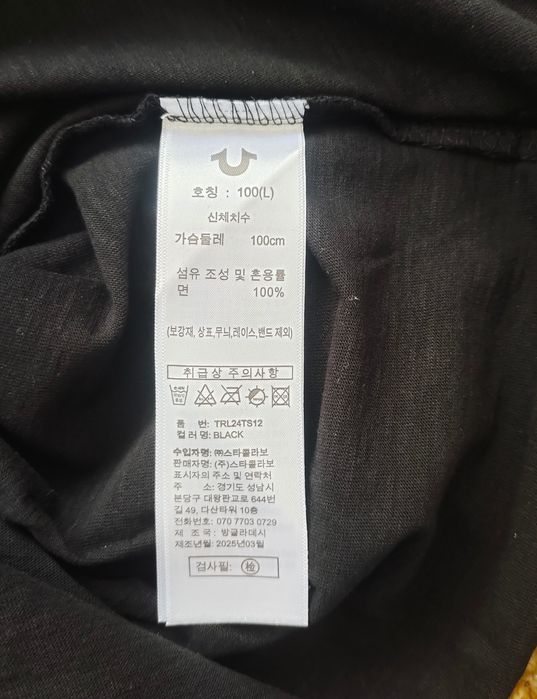 호칭 : 100(L)
신체치수
가슴둘레 100cm
섬유 조성 및 혼용률
면 100%
(보강재, 상표,무늬,레이스,밴드 제외)
취급상 주의사항
품 번: TRL24TS12
컬 러 명: BLACK
수입자명: ㈜스타콜라보
판매자명: (주)스타콜라보
표시자의 주소 및 연락처
주 소: 경기도 성남시
분당구 대왕판교로 644번
길 49, 다산타워 10층
전화번호: 070 7703 0729
제 조 국: 방글라데시
제조년월: 2025년03월
검사필: 檢